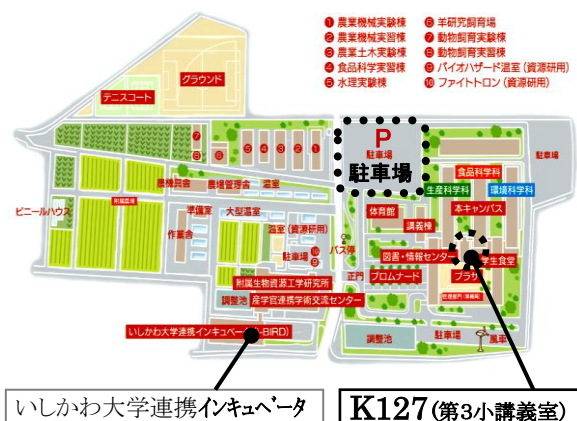 ❶ 農業機械実験棟
❷ 農業機械実習棟
❸ 農業土木実験棟
❹ 食品科学実習棟
❺ 水理実験棟
❻ 羊研究飼育場
❼ 動物飼育実験棟
❽ 動物飼育実習棟
❾ バイオハザード温室(資源研用)
❿ ファイトトロン(資源研用)
グラウンド
テニスコート
P
駐車場
駐車場
駐車場
食品科学科
生産科学科
環境科学科
本キャンパス
体育館
講義棟
❼
❽
❻
❺
❹
❸
❷
❶
農機具舎
農場管理舎
温室
ビニールハウス
附属農場
準備室
大型温室
作業舎
温室(資源研用)
駐車場
❿
❾
バス停
正門
図書・情報センター
学生食堂
プロムナード
プラザ
附属生物資源工学研究所
調整池
産学官連携学術交流センター
いしかわ大学連携インキュベータ(i-BIRD)
調整池
駐車場
風車
いしかわ大学連携インキュベータ
K127(第3小講義室)